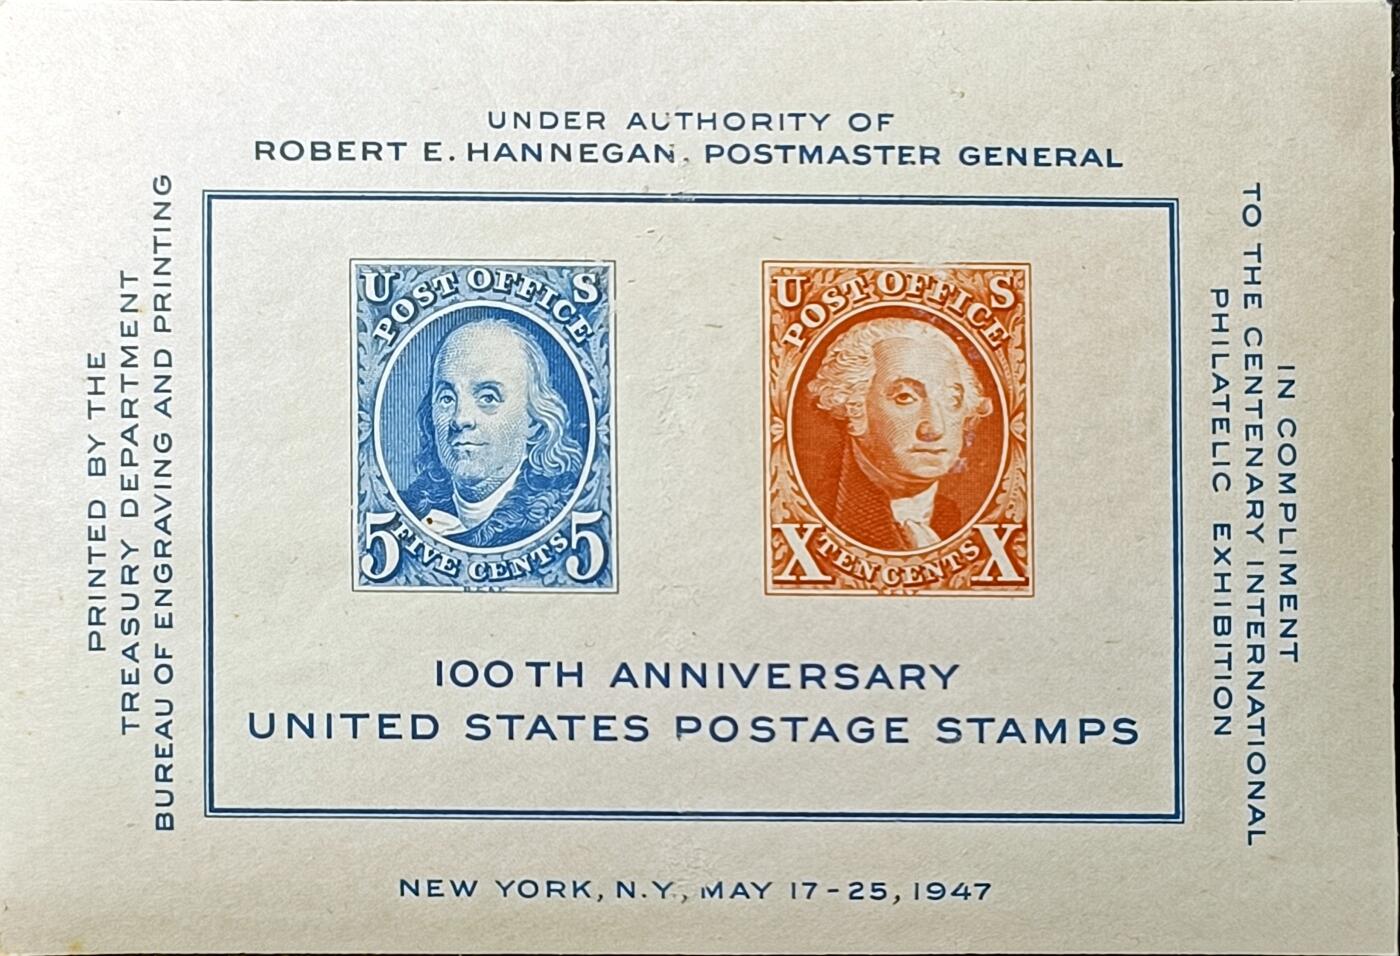 UNDER AUTHORITY OF
ROBERT E. HANNEGAN, POSTMASTER GENERAL
PRINTED BY THE
TREASURY DEPARTMENT
BUREAU OF ENGRAVING AND PRINTING
U S
POST OFFICE
5 FIVE CENTS 5
U S
POST OFFICE
X TEN CENTS X
100TH ANNIVERSARY
UNITED STATES POSTAGE STAMPS
IN COMPLIMENT
TO THE CENTENARY INTERNATIONAL
PHILATELIC EXHIBITION
NEW YORK, N.Y., MAY 17-25, 1947